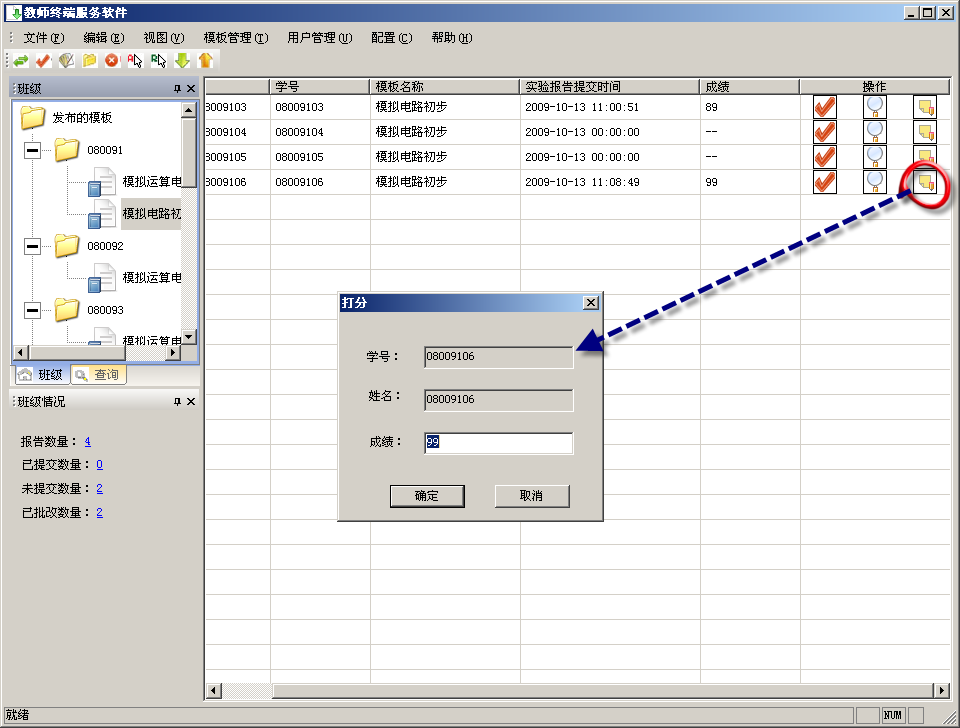 教师终端服务软件
文件(F) 编辑(E) 视图(V) 模板管理(T) 用户管理(U) 配置(C) 帮助(H)
班级
发布的模板
080091
模拟运算电
模拟电路初
080092
模拟运算电
080093
模拟运算电
班级 查询
班级情况
报告数量： 4
已提交数量： 0
未提交数量： 2
已批改数量： 2
学号 模板名称 实验报告提交时间 成绩 操作
8009103 08009103 模拟电路初步 2009-10-13 11:00:51 89
8009104 08009104 模拟电路初步 2009-10-13 00:00:00 --
8009105 08009105 模拟电路初步 2009-10-13 00:00:00 --
8009106 08009106 模拟电路初步 2009-10-13 11:08:49 99
打分
学号： 08009106
姓名： 08009106
成绩： 99
确定 取消
就绪 NUM